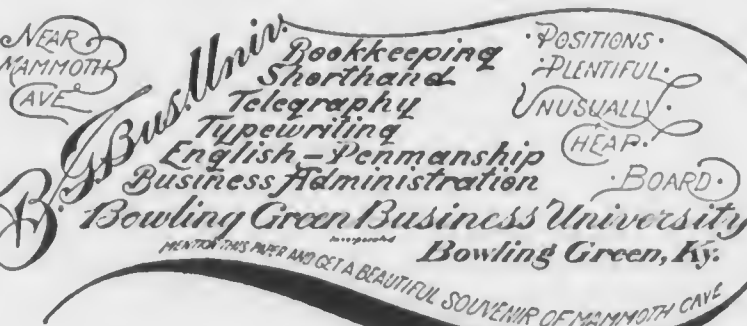 NEAR
MAMMOTH
CAVE
B. G. Bus. Univ.
Bookkeeping
Shorthand
Telegraphy
Typewriting
English - Penmanship
Business Administration
·POSITIONS·
·PLENTIFUL·
UNUSUALLY·
CHEAP·
·BOARD·
Bowling Green Business University
Incorporated
Bowling Green, Ky.
MENTION THIS PAPER AND GET A BEAUTIFUL SOUVENIR OF MAMMOTH CAVE